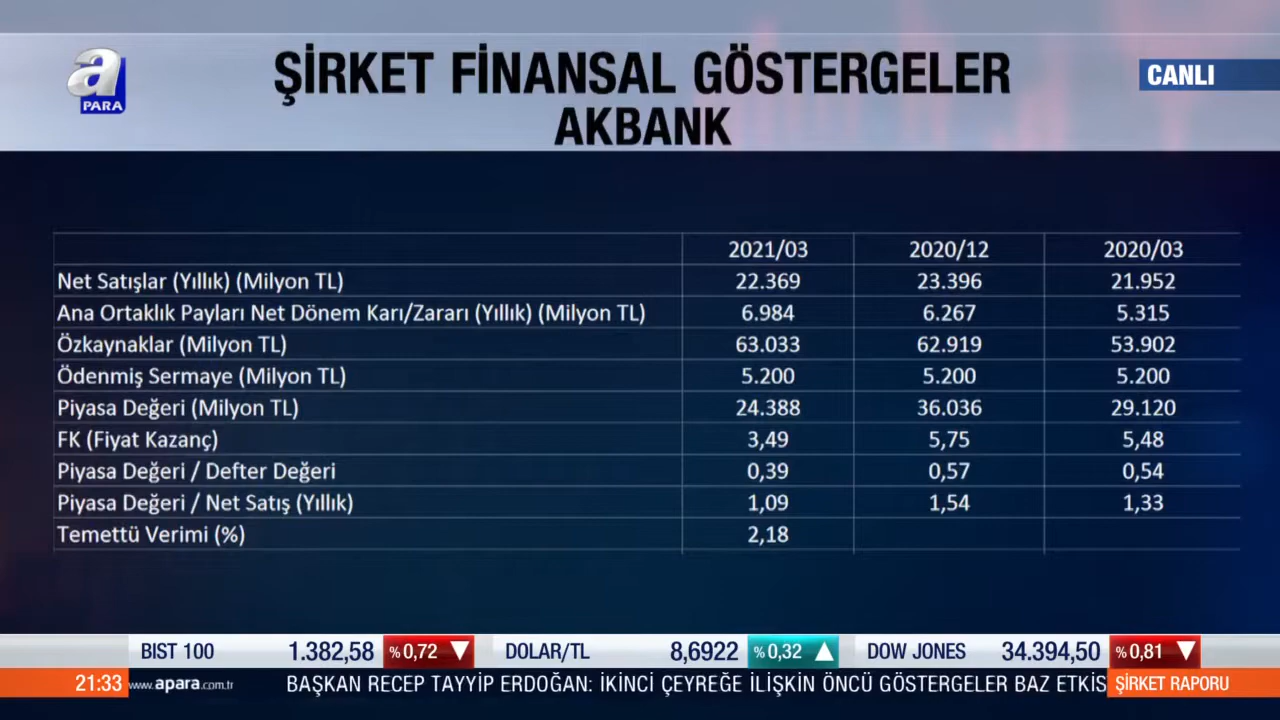 a
PARA
ŞİRKET FİNANSAL GÖSTERGELER
AKBANK
CANLI
2021/03 2020/12 2020/03
Net Satışlar (Yıllık) (Milyon TL) 22.369 23.396 21.952
Ana Ortaklık Payları Net Dönem Karı/Zararı (Yıllık) (Milyon TL) 6.984 6.267 5.315
Özkaynaklar (Milyon TL) 63.033 62.919 53.902
Ödenmiş Sermaye (Milyon TL) 5.200 5.200 5.200
Piyasa Değeri (Milyon TL) 24.388 36.036 29.120
FK (Fiyat Kazanç) 3,49 5,75 5,48
Piyasa Değeri / Defter Değeri 0,39 0,57 0,54
Piyasa Değeri / Net Satış (Yıllık) 1,09 1,54 1,33
Temettü Verimi (%) 2,18
BIST 100 1.382,58 %0,72 ▼ DOLAR/TL 8,6922 %0,32 ▲ DOW JONES 34.394,50 %0,81 ▼
21:33 www.apara.com.tr BAŞKAN RECEP TAYYİP ERDOĞAN: İKİNCİ ÇEYREĞE İLİŞKİN ÖNCÜ GÖSTERGELER BAZ ETKİS ŞİRKET RAPORU